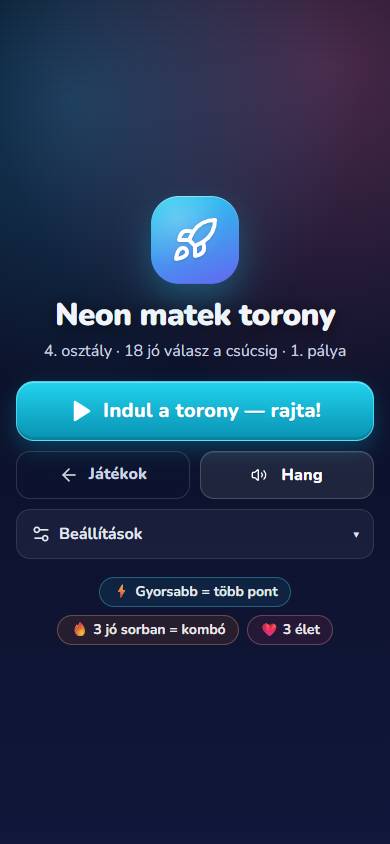 Neon matek torony
4. osztály · 18 jó válasz a csúcsig · 1. pálya
Indul a torony — rajta!
Játékok
Hang
Beállítások
Gyorsabb = több pont
3 jó sorban = kombó
3 élet